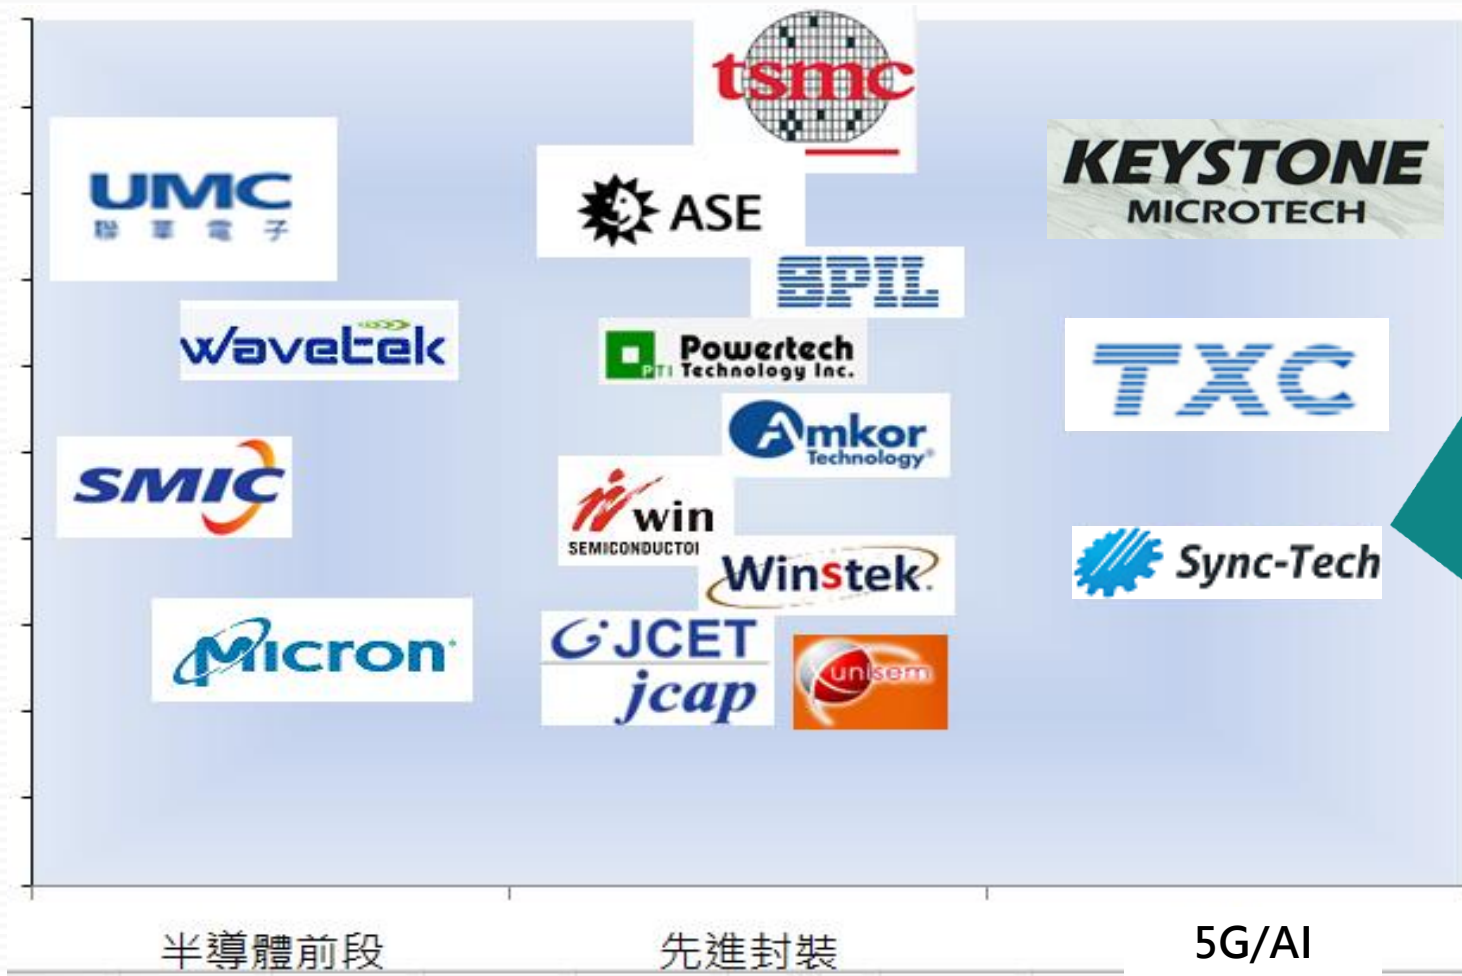 tsmc
UMC
聯華電子
ASE
KEYSTONE
MICROTECH
SPIL
wavetek
PTI Powertech
Technology Inc.
TXC
Amkor
Technology®
SMIC
win
SEMICONDUCTOR
Winstek
Sync-Tech
Micron
JCET
jcap
unisem
半導體前段
先進封裝
5G/AI